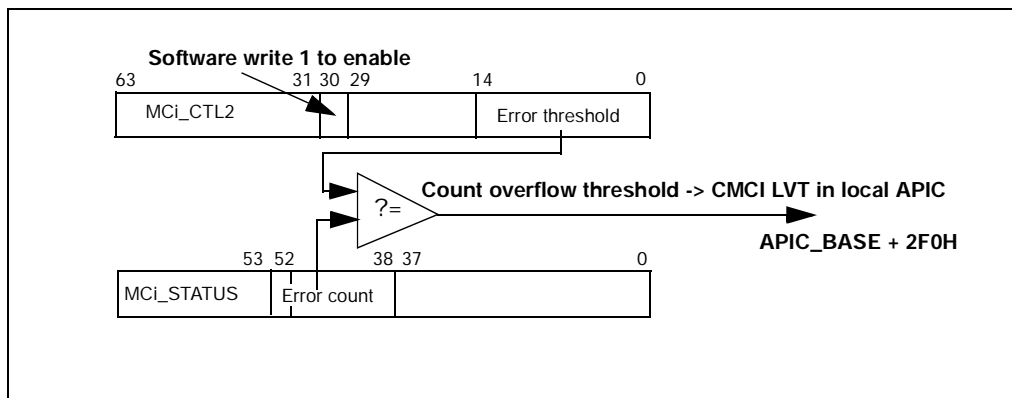 Software write 1 to enable
63 31 30 29 14 0
MCi_CTL2 Error threshold
Count overflow threshold -> CMCI LVT in local APIC
?=
APIC_BASE + 2F0H
53 52 38 37 0
MCi_STATUS Error count